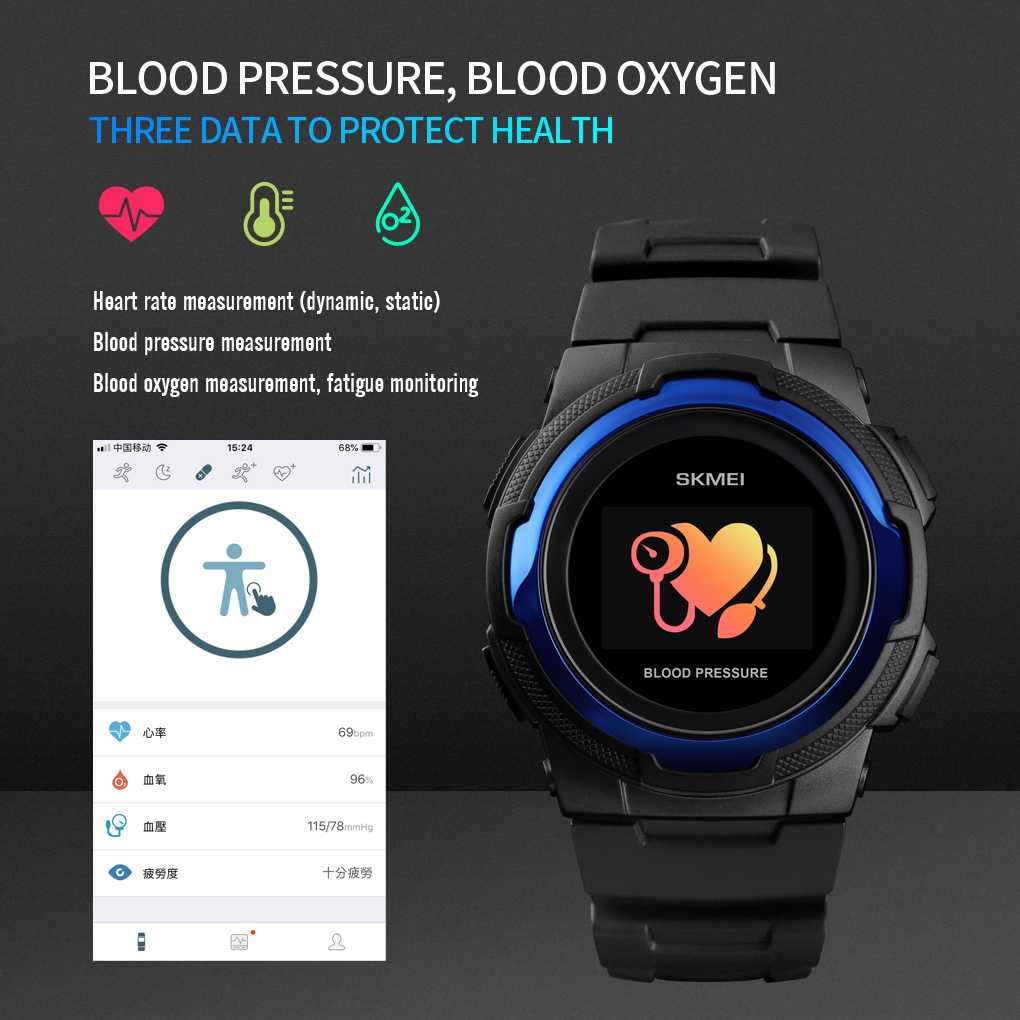 BLOOD PRESSURE, BLOOD OXYGEN
THREE DATA TO PROTECT HEALTH
O2
Heart rate measurement (dynamic, static)
Blood pressure measurement
Blood oxygen measurement, fatigue monitoring
中国移动 15:24 68%
心率 69bpm
O2 血氧 96%
血壓 115/78mmHg
疲勞度 十分疲勞
SKMEI
BLOOD PRESSURE